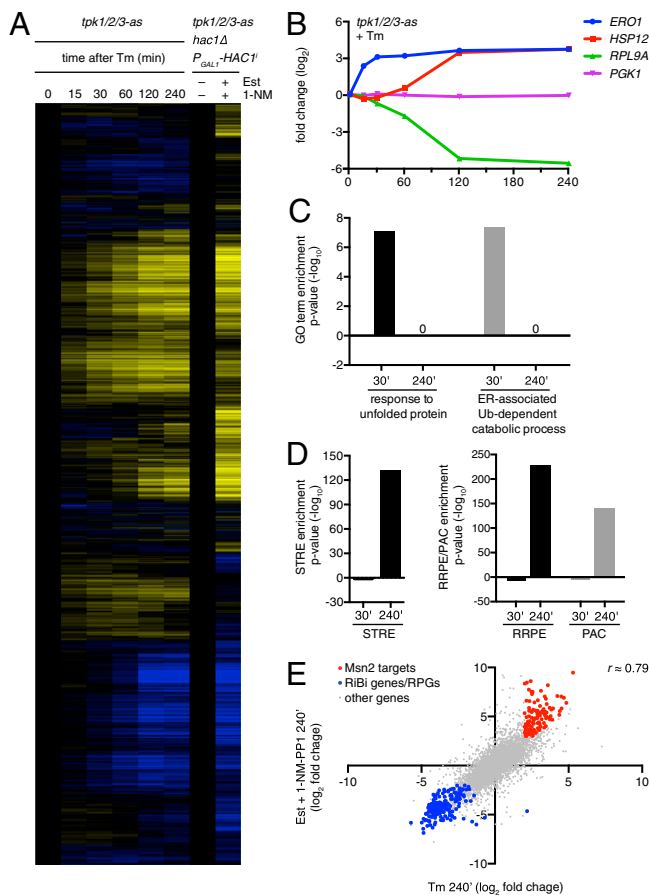 A
tpk1/2/3-as
tpk1/2/3-as
hac1Δ
P GAL1-HAC1ⁱ
time after Tm (min)
– + Est
0 15 30 60 120 240 – + 1-NM
B
tpk1/2/3-as
+ Tm
ERO1
HSP12
RPL9A
PGK1
fold change (log2)
6
3
0
-3
-6
0 60 120 180 240
C
GO term enrichment
p-value (-log10)
8
6
4
2
0
-2
0 0
30' 240' 30' 240'
response to
unfolded protein
ER-associated
Ub-dependent
catabolic process
D
STRE enrichment
p-value (-log10)
150
120
90
60
30
0
-30
30' 240'
STRE
RRPE/PAC enrichment
p-value (-log10)
250
200
150
100
50
0
-50
30' 240' 30' 240'
RRPE PAC
E
Msn2 targets
RiBi genes/RPGs
other genes
r ≈ 0.79
Est + 1-NM-PP1 240'
(log2 fold chage)
10
5
-5
-10
-10 -5 5 10
Tm 240' (log2 fold chage)